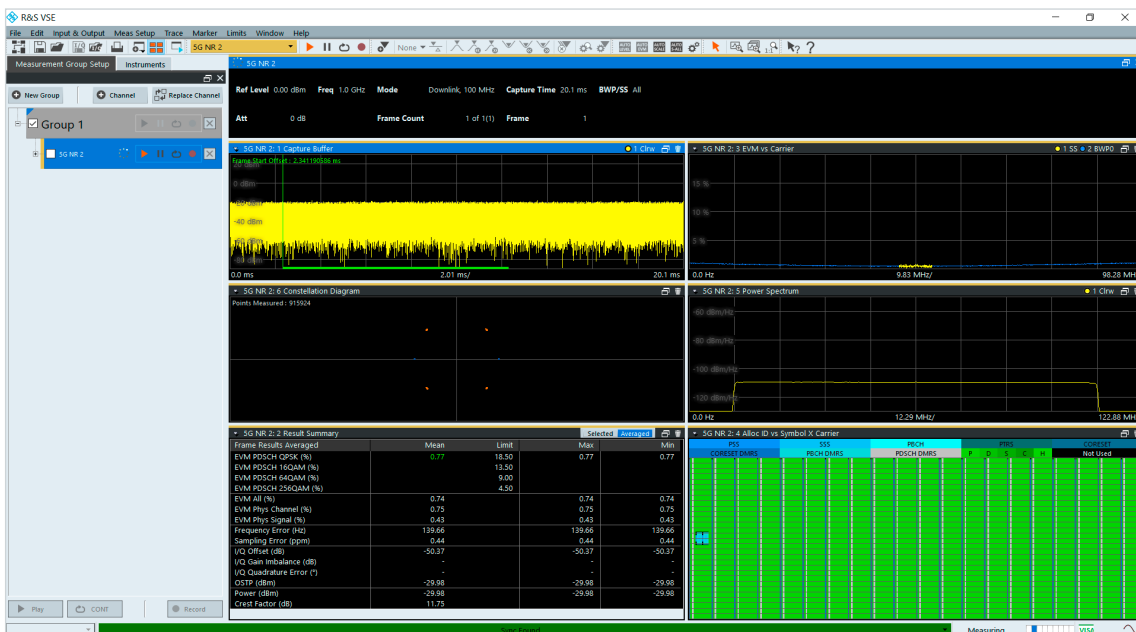 R&S VSE
File Edit Input & Output Meas Setup Trace Marker Limits Window Help
5G NR 2
None
AUTO LEVEL AUTO EVM AUTO SCALE AUTO S-ALL
Measurement Group Setup Instruments
New Group Channel Replace Channel
Group 1
5G NR 2
Play CONT Record
5G NR 2
Ref Level 0.00 dBm Freq 1.0 GHz Mode Downlink, 100 MHz Capture Time 20.1 ms BWP/SS All
Att 0 dB Frame Count 1 of 1(1) Frame 1
5G NR 2: 1 Capture Buffer 1 Clrw
Frame Start Offset : 2.341190586 ms
0 dBm
-20 dBm
-40 dBm
0.0 ms 2.01 ms/ 20.1 ms
5G NR 2: 3 EVM vs Carrier 1 SS 2 BWP0
15 %
10 %
5 %
0.0 Hz 9.83 MHz/ 98.28 MH
5G NR 2: 6 Constellation Diagram
Points Measured : 915924
5G NR 2: 5 Power Spectrum 1 Clrw
-60 dBm/Hz
-80 dBm/Hz
-100 dBm/Hz
-120 dBm/Hz
0.0 Hz 12.29 MHz/ 122.88 MH
5G NR 2: 2 Result Summary Selected Averaged
Frame Results Averaged Mean Limit Max Min
EVM PDSCH QPSK (%) 0.77 18.50 0.77 0.77
EVM PDSCH 16QAM (%) 13.50
EVM PDSCH 64QAM (%) 9.00
EVM PDSCH 256QAM (%) 4.50
EVM All (%) 0.74 0.74 0.74
EVM Phys Channel (%) 0.75 0.75 0.75
EVM Phys Signal (%) 0.43 0.43 0.43
Frequency Error (Hz) 139.66 139.66 139.66
Sampling Error (ppm) 0.44 0.44 0.44
I/Q Offset (dB) -50.37 -50.37 -50.37
I/Q Gain Imbalance (dB) - - -
I/Q Quadrature Error (°) - - -
OSTP (dBm) -29.98 -29.98 -29.98
Power (dBm) -29.98 -29.98 -29.98
Crest Factor (dB) 11.75
5G NR 2: 4 Alloc ID vs Symbol X Carrier
PSS SSS PBCH PTRS CORESET
CORESET DMRS PBCH DMRS PDSCH DMRS P D S C H Not Used
Sync Found
Measuring VISA